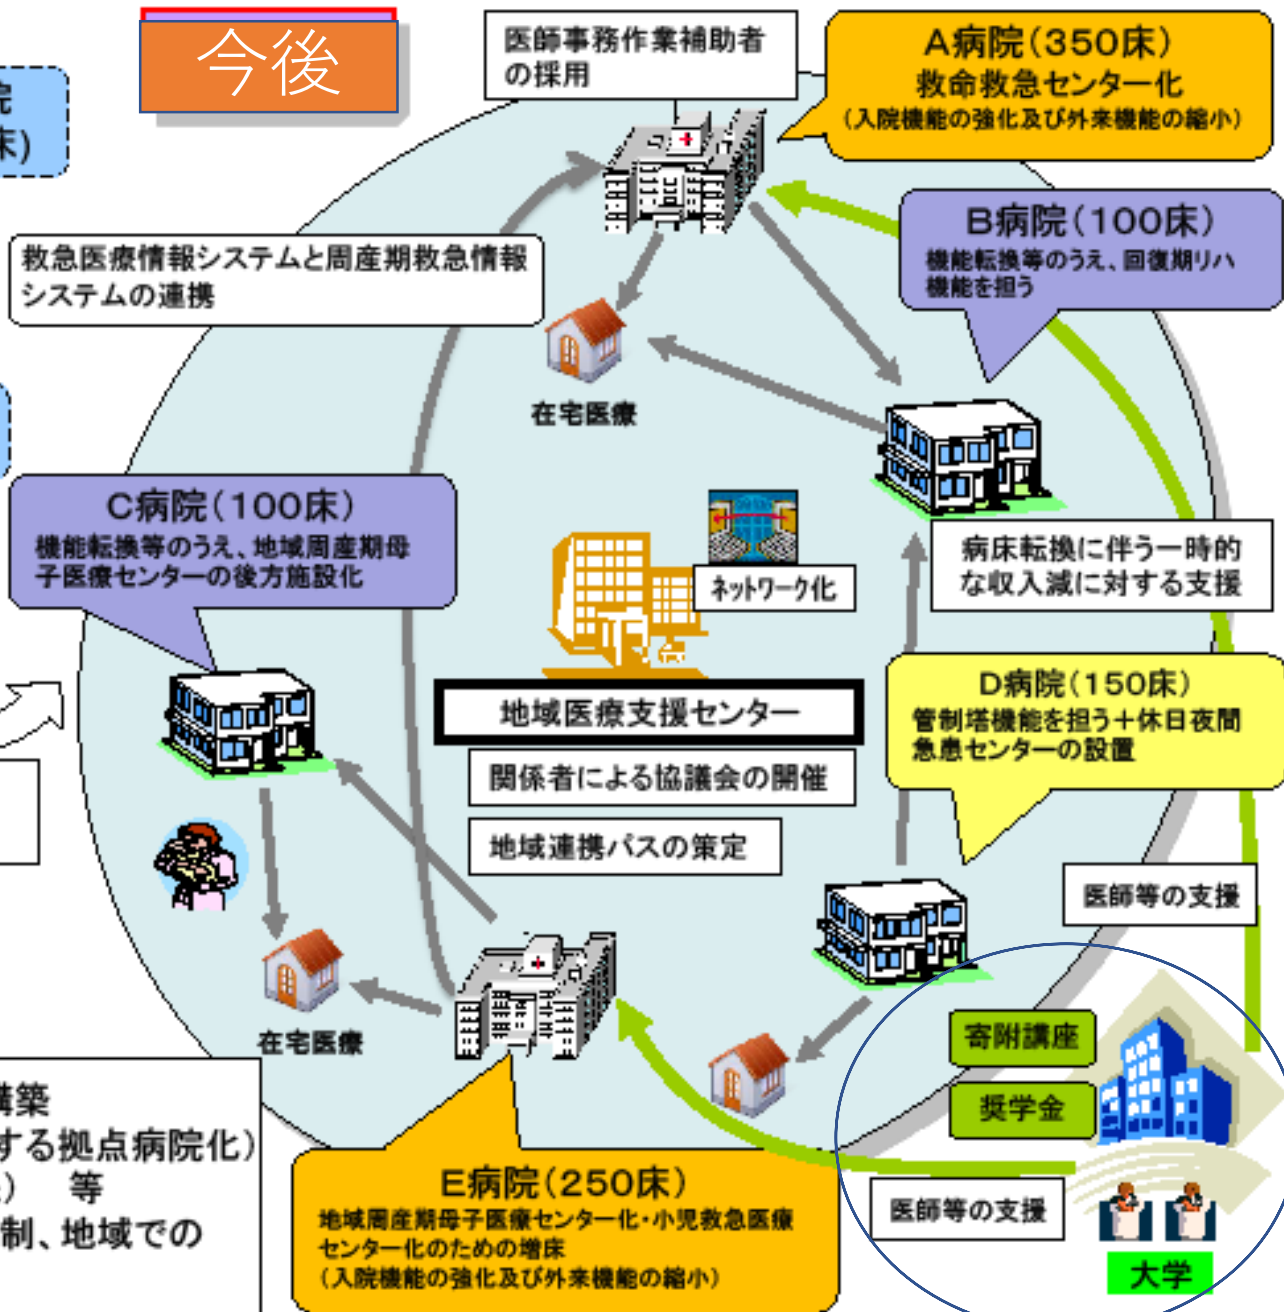 今後
医師事務作業補助者
の採用
A病院(350床)
救命救急センター化
(入院機能の強化及び外来機能の縮小)
院
床)
B病院(100床)
機能転換等のうえ、回復期リハ
機能を担う
救急医療情報システムと周産期救急情報
システムの連携
在宅医療
C病院(100床)
機能転換等のうえ、地域周産期母
子医療センターの後方施設化
ネットワーク化
病床転換に伴う一時的
な収入減に対する支援
地域医療支援センター
関係者による協議会の開催
地域連携パスの策定
D病院(150床)
管制塔機能を担う+休日夜間
急患センターの設置
医師等の支援
在宅医療
寄附講座
奨学金
構築
する拠点病院化)
) 等
制、地域での
E病院(250床)
地域周産期母子医療センター化・小児救急医療
センター化のための増床
(入院機能の強化及び外来機能の縮小)
医師等の支援
大学